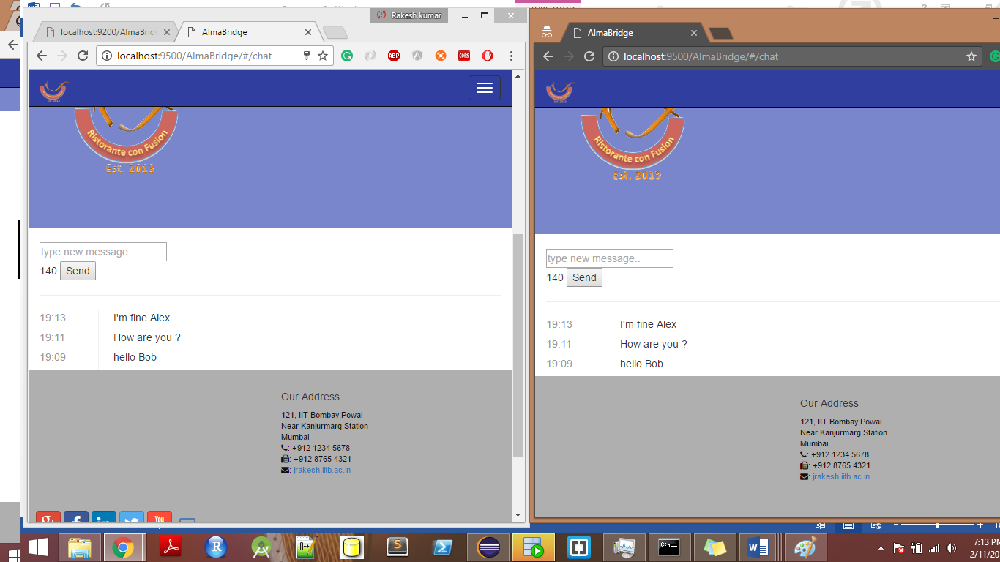 Rakesh kumar
localhost:9200/AlmaBrid
AlmaBridge
localhost:9500/AlmaBridge/#/chat
ABP
CORS
Ristorante con Fusion
Est. 2013
type new message..
140 Send
19:13 I'm fine Alex
19:11 How are you ?
19:09 hello Bob
Our Address
121, IIT Bombay,Powai
Near Kanjurmarg Station
Mumbai
: +912 1234 5678
: +912 8765 4321
: jrakesh.iitb.ac.in
AlmaBridge
localhost:9500/AlmaBridge/#/chat
Ristorante con Fusion
Est. 2013
type new message..
140 Send
19:13 I'm fine Alex
19:11 How are you ?
19:09 hello Bob
Our Address
121, IIT Bombay,Powai
Near Kanjurmarg Station
Mumbai
: +912 1234 5678
: +912 8765 4321
: jrakesh.iitb.ac.in
7:13 PM
2/11/20